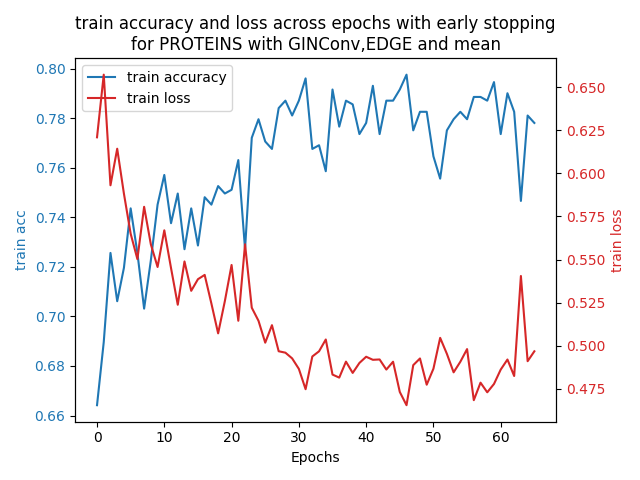 train accuracy and loss across epochs with early stopping
for PROTEINS with GINConv,EDGE and mean
train accuracy
train loss
0.80
0.78
0.76
0.74
0.72
0.70
0.68
0.66
train acc
0.650
0.625
0.600
0.575
0.550
0.525
0.500
0.475
train loss
0 10 20 30 40 50 60
Epochs